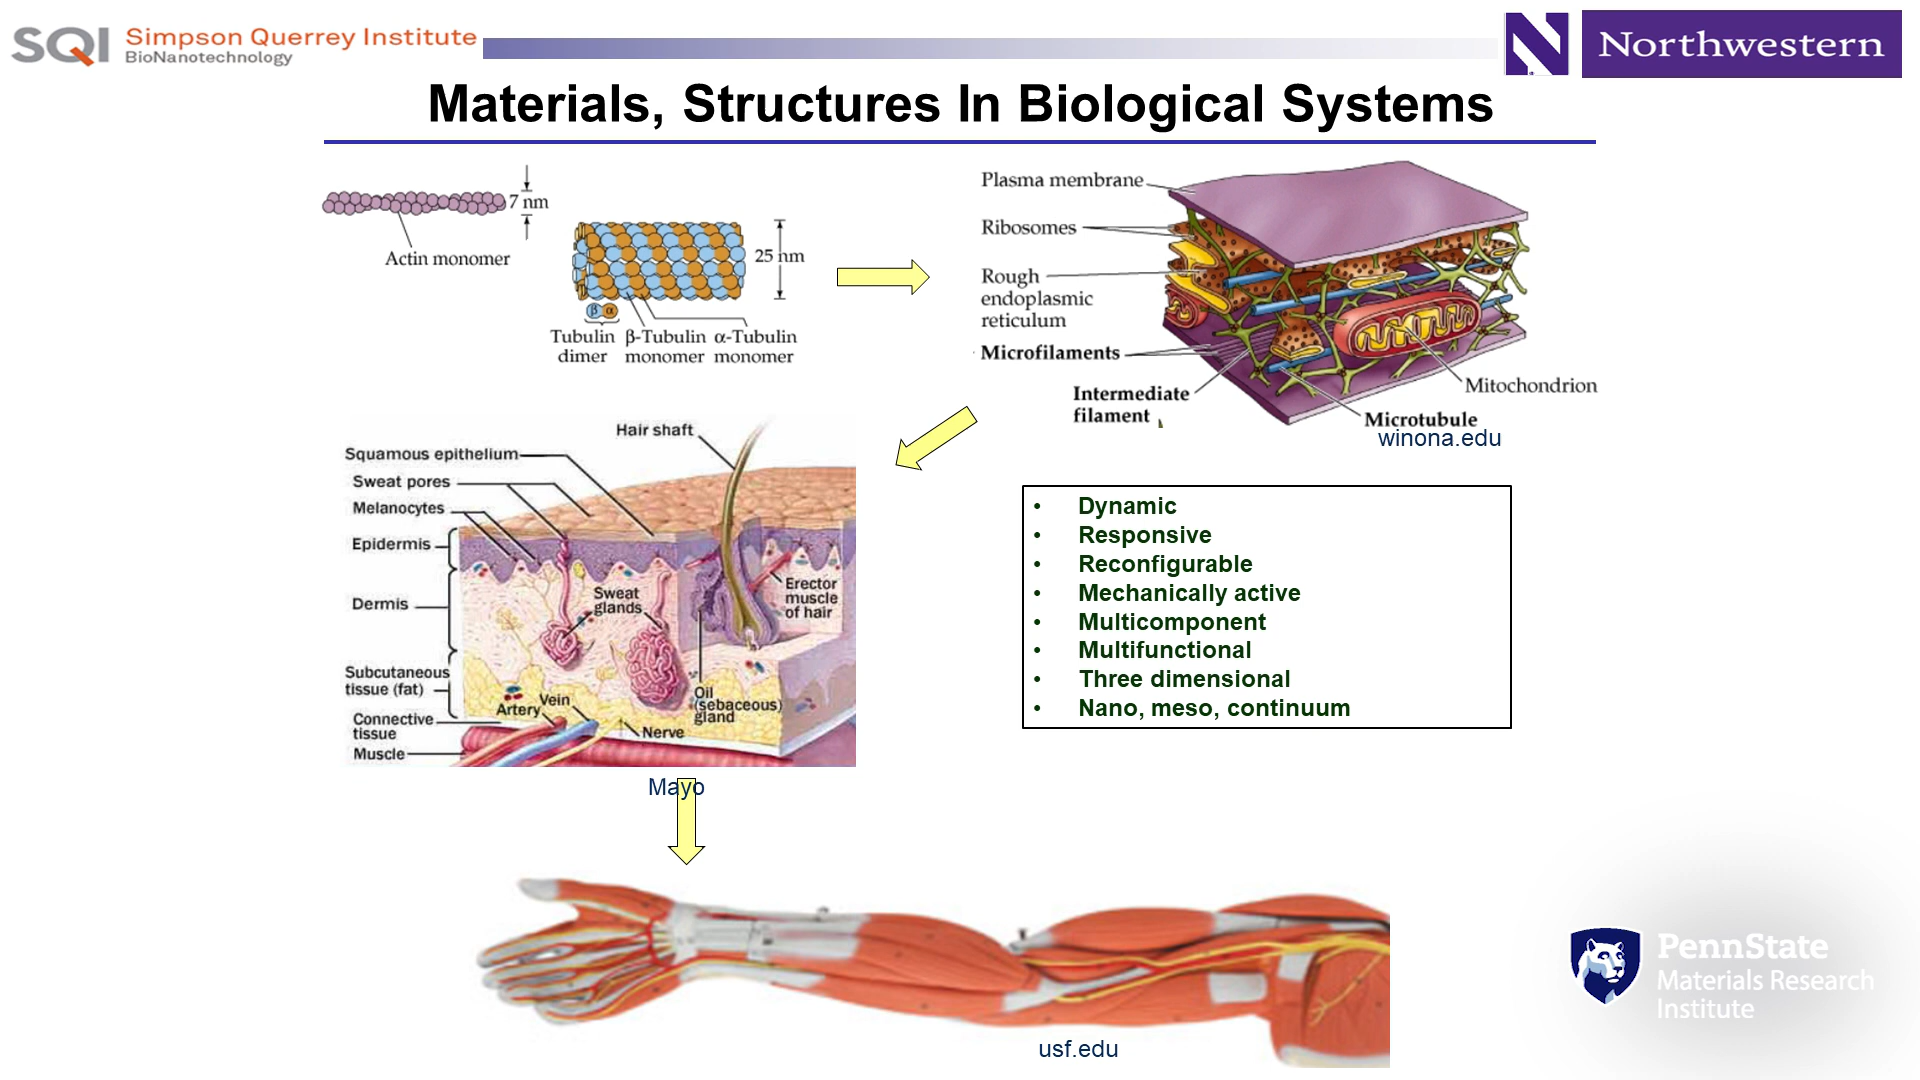 SQI Simpson Querrey Institute
BioNanotechnology
N Northwestern
Materials, Structures In Biological Systems
7 nm
Actin monomer
25 nm
β α
Tubulin dimer
β-Tubulin monomer
α-Tubulin monomer
Plasma membrane
Ribosomes
Rough
endoplasmic
reticulum
Microfilaments
Intermediate
filament
Mitochondrion
Microtubule
winona.edu
Hair shaft
Squamous epithelium
Sweat pores
Melanocytes
Epidermis
Dermis
Subcutaneous
tissue (fat)
Connective
tissue
Muscle
Sweat
glands
Erector
muscle
of hair
Oil
(sebaceous)
gland
Vein
Artery
Nerve
Mayo
• Dynamic
• Responsive
• Reconfigurable
• Mechanically active
• Multicomponent
• Multifunctional
• Three dimensional
• Nano, meso, continuum
usf.edu
PennState
Materials Research
Institute